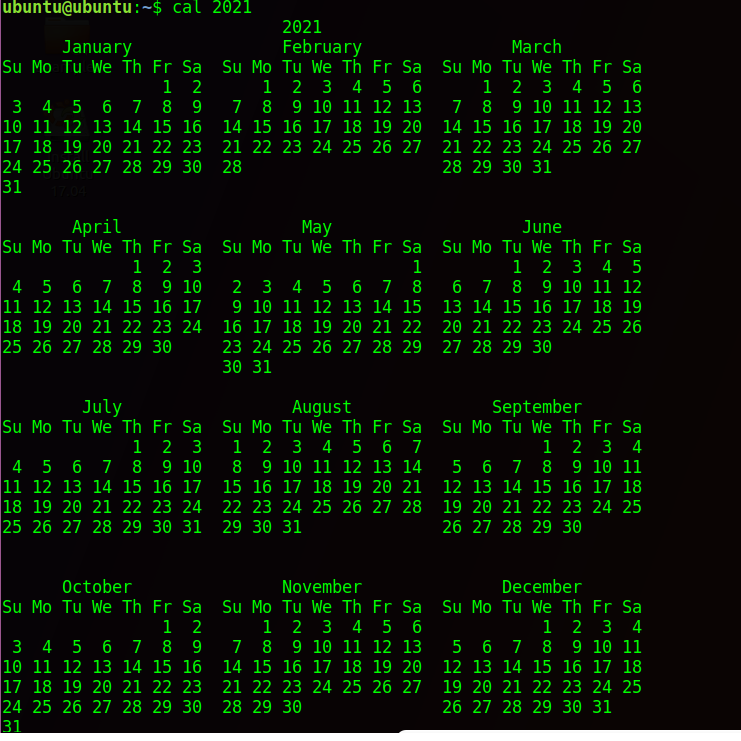 ubuntu@ubuntu:~$ cal 2021
                            2021
      January               February               March
Su Mo Tu We Th Fr Sa  Su Mo Tu We Th Fr Sa  Su Mo Tu We Th Fr Sa
                1  2      1  2  3  4  5  6      1  2  3  4  5  6
 3  4  5  6  7  8  9   7  8  9 10 11 12 13   7  8  9 10 11 12 13
10 11 12 13 14 15 16  14 15 16 17 18 19 20  14 15 16 17 18 19 20
17 18 19 20 21 22 23  21 22 23 24 25 26 27  21 22 23 24 25 26 27
24 25 26 27 28 29 30  28                    28 29 30 31
31
       April                  May                   June
Su Mo Tu We Th Fr Sa  Su Mo Tu We Th Fr Sa  Su Mo Tu We Th Fr Sa
             1  2  3                     1         1  2  3  4  5
 4  5  6  7  8  9 10   2  3  4  5  6  7  8   6  7  8  9 10 11 12
11 12 13 14 15 16 17   9 10 11 12 13 14 15  13 14 15 16 17 18 19
18 19 20 21 22 23 24  16 17 18 19 20 21 22  20 21 22 23 24 25 26
25 26 27 28 29 30     23 24 25 26 27 28 29  27 28 29 30
                      30 31
        July                 August              September
Su Mo Tu We Th Fr Sa  Su Mo Tu We Th Fr Sa  Su Mo Tu We Th Fr Sa
             1  2  3   1  2  3  4  5  6  7            1  2  3  4
 4  5  6  7  8  9 10   8  9 10 11 12 13 14   5  6  7  8  9 10 11
11 12 13 14 15 16 17  15 16 17 18 19 20 21  12 13 14 15 16 17 18
18 19 20 21 22 23 24  22 23 24 25 26 27 28  19 20 21 22 23 24 25
25 26 27 28 29 30 31  29 30 31              26 27 28 29 30
      October               November              December
Su Mo Tu We Th Fr Sa  Su Mo Tu We Th Fr Sa  Su Mo Tu We Th Fr Sa
                1  2      1  2  3  4  5  6            1  2  3  4
 3  4  5  6  7  8  9   7  8  9 10 11 12 13   5  6  7  8  9 10 11
10 11 12 13 14 15 16  14 15 16 17 18 19 20  12 13 14 15 16 17 18
17 18 19 20 21 22 23  21 22 23 24 25 26 27  19 20 21 22 23 24 25
24 25 26 27 28 29 30  28 29 30              26 27 28 29 30 31
31